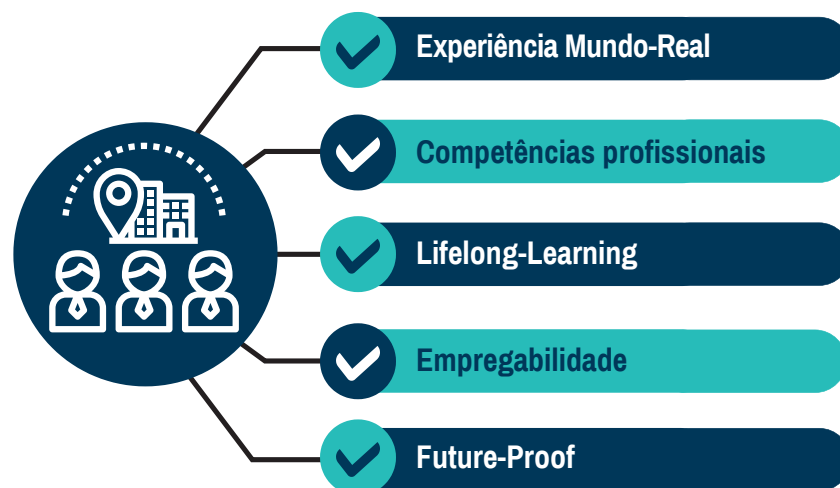 Experiência Mundo-Real
Competências profissionais
Lifelong-Learning
Empregabilidade
Future-Proof